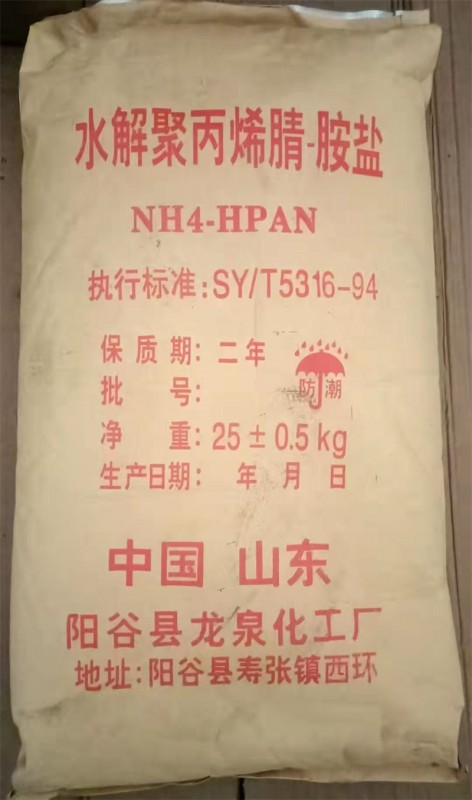 水解聚丙烯腈-胺盐
NH4-HPAN
执行标准:SY/T5316-94
保质期:二年
批号:
净重:25±0.5kg
生产日期: 年 月 日
防潮
中国 山东
阳谷县龙泉化工厂
地址:阳谷县寿张镇西环